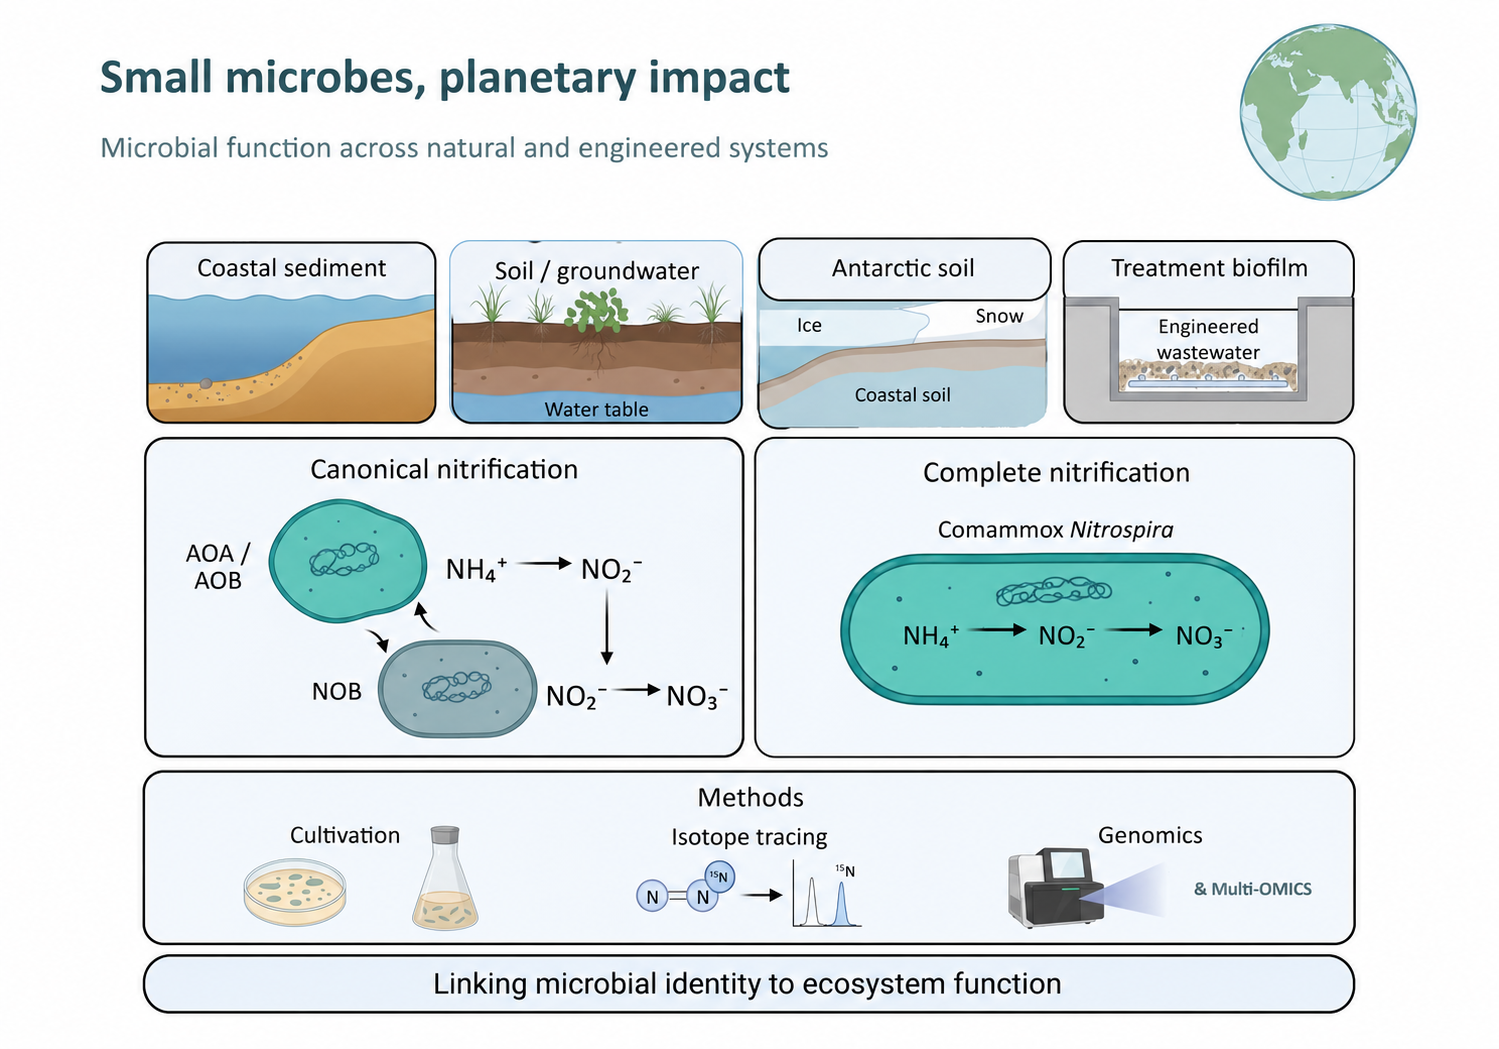 Small microbes, planetary impact
Microbial function across natural and engineered systems
Coastal sediment
Soil / groundwater
Water table
Antarctic soil
Ice
Snow
Coastal soil
Treatment biofilm
Engineered
wastewater
Canonical nitrification
AOA /
AOB
NH₄⁺ → NO₂⁻
NOB
NO₂⁻ → NO₃⁻
Complete nitrification
Comammox Nitrospira
NH₄⁺ → NO₂⁻ → NO₃⁻
Methods
Cultivation
Isotope tracing
N = N ¹⁵N →
¹⁵N
Genomics
& Multi-OMICS
Linking microbial identity to ecosystem function